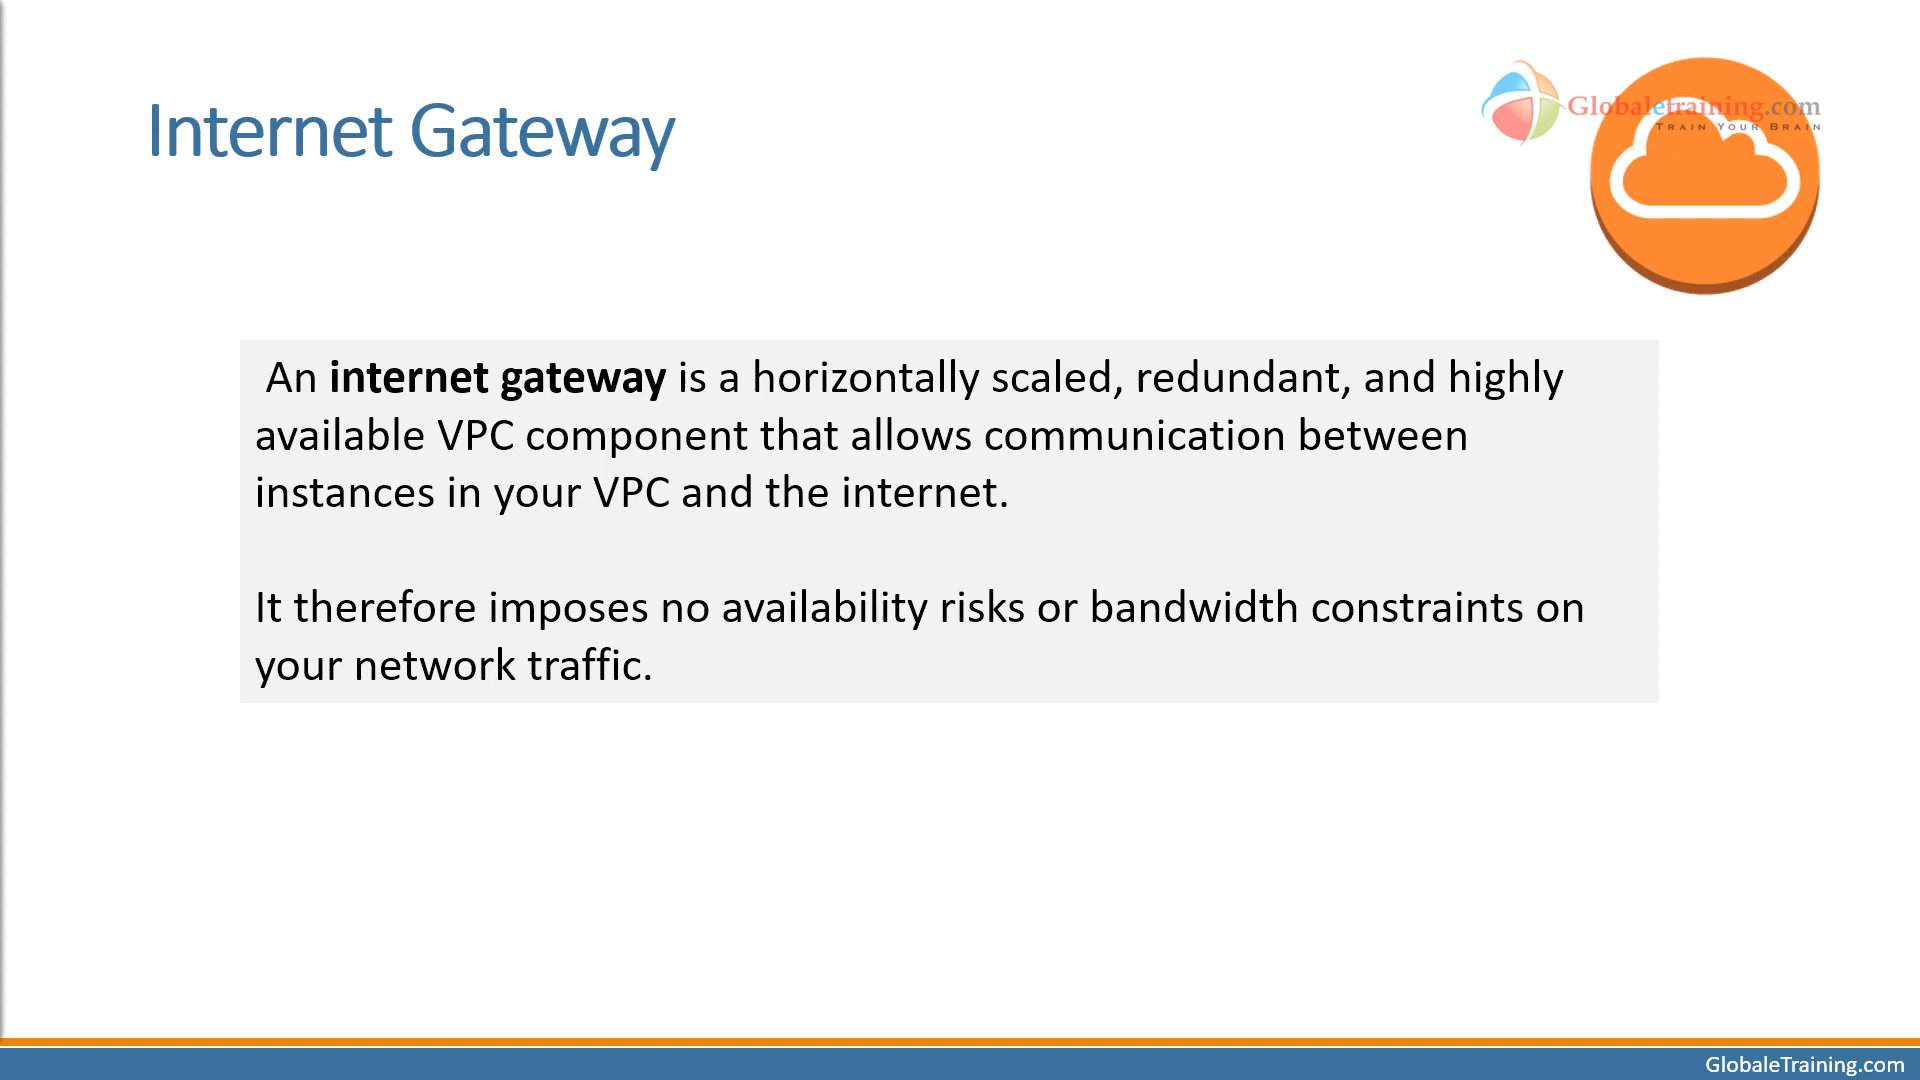 Internet Gateway
Globaletraining.com
TRAIN YOUR BRAIN
An internet gateway is a horizontally scaled, redundant, and highly
available VPC component that allows communication between
instances in your VPC and the internet.
It therefore imposes no availability risks or bandwidth constraints on
your network traffic.
GlobaleTraining.com